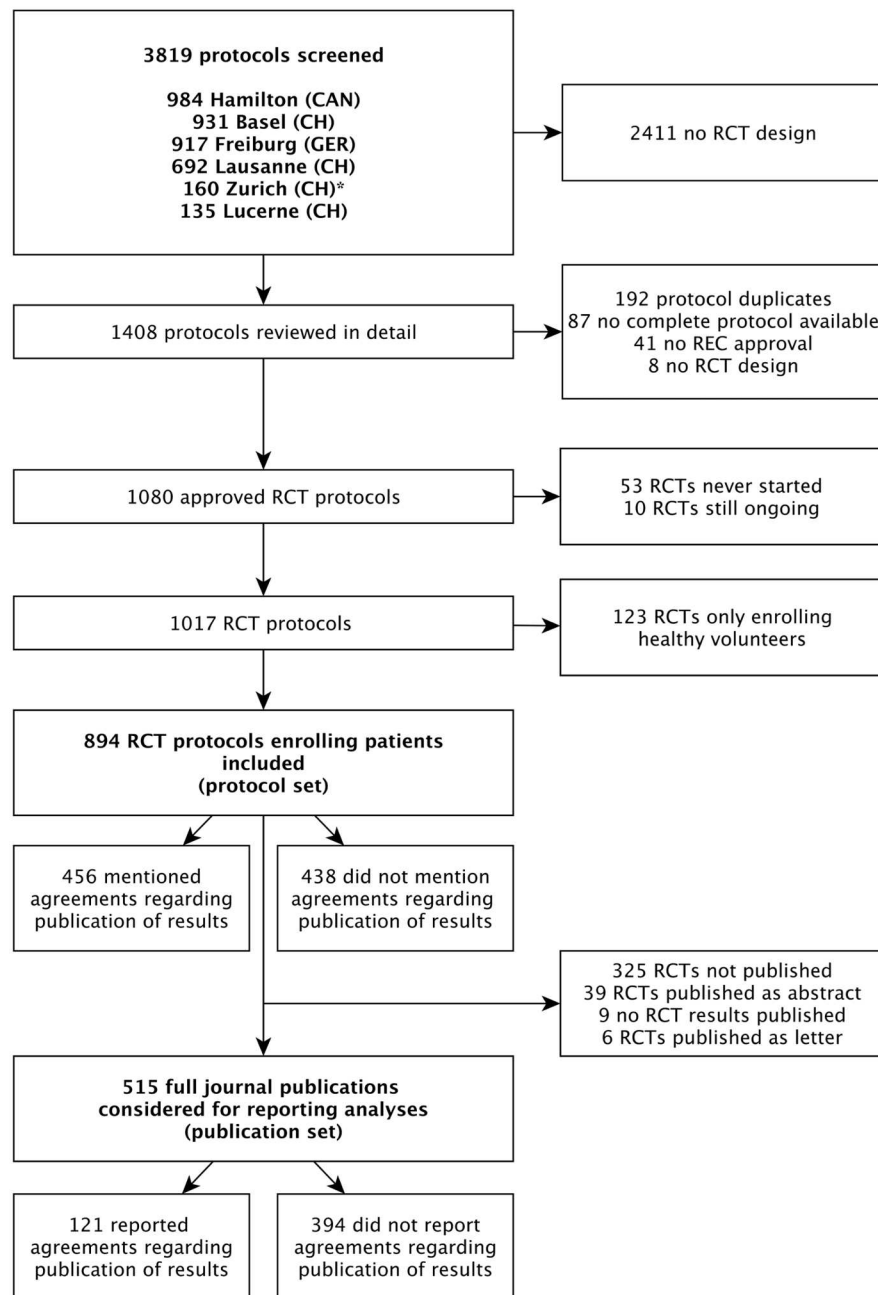 3819 protocols screened
984 Hamilton (CAN)
931 Basel (CH)
917 Freiburg (GER)
692 Lausanne (CH)
160 Zurich (CH)*
135 Lucerne (CH)
2411 no RCT design
1408 protocols reviewed in detail
192 protocol duplicates
87 no complete protocol available
41 no REC approval
8 no RCT design
1080 approved RCT protocols
53 RCTs never started
10 RCTs still ongoing
1017 RCT protocols
123 RCTs only enrolling
healthy volunteers
894 RCT protocols enrolling patients
included
(protocol set)
456 mentioned
agreements regarding
publication of results
438 did not mention
agreements regarding
publication of results
325 RCTs not published
39 RCTs published as abstract
9 no RCT results published
6 RCTs published as letter
515 full journal publications
considered for reporting analyses
(publication set)
121 reported
agreements regarding
publication of results
394 did not report
agreements regarding
publication of results